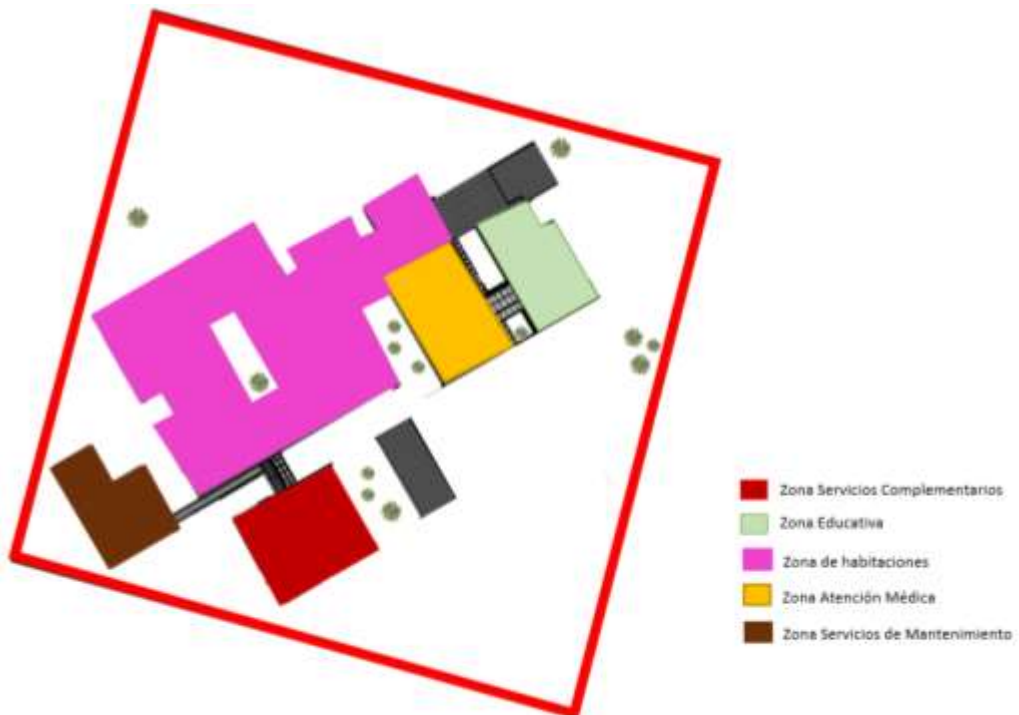 Zona Servicios Complementarios
Zona Educativa
Zona de habitaciones
Zona Atención Médica
Zona Servicios de Mantenimiento